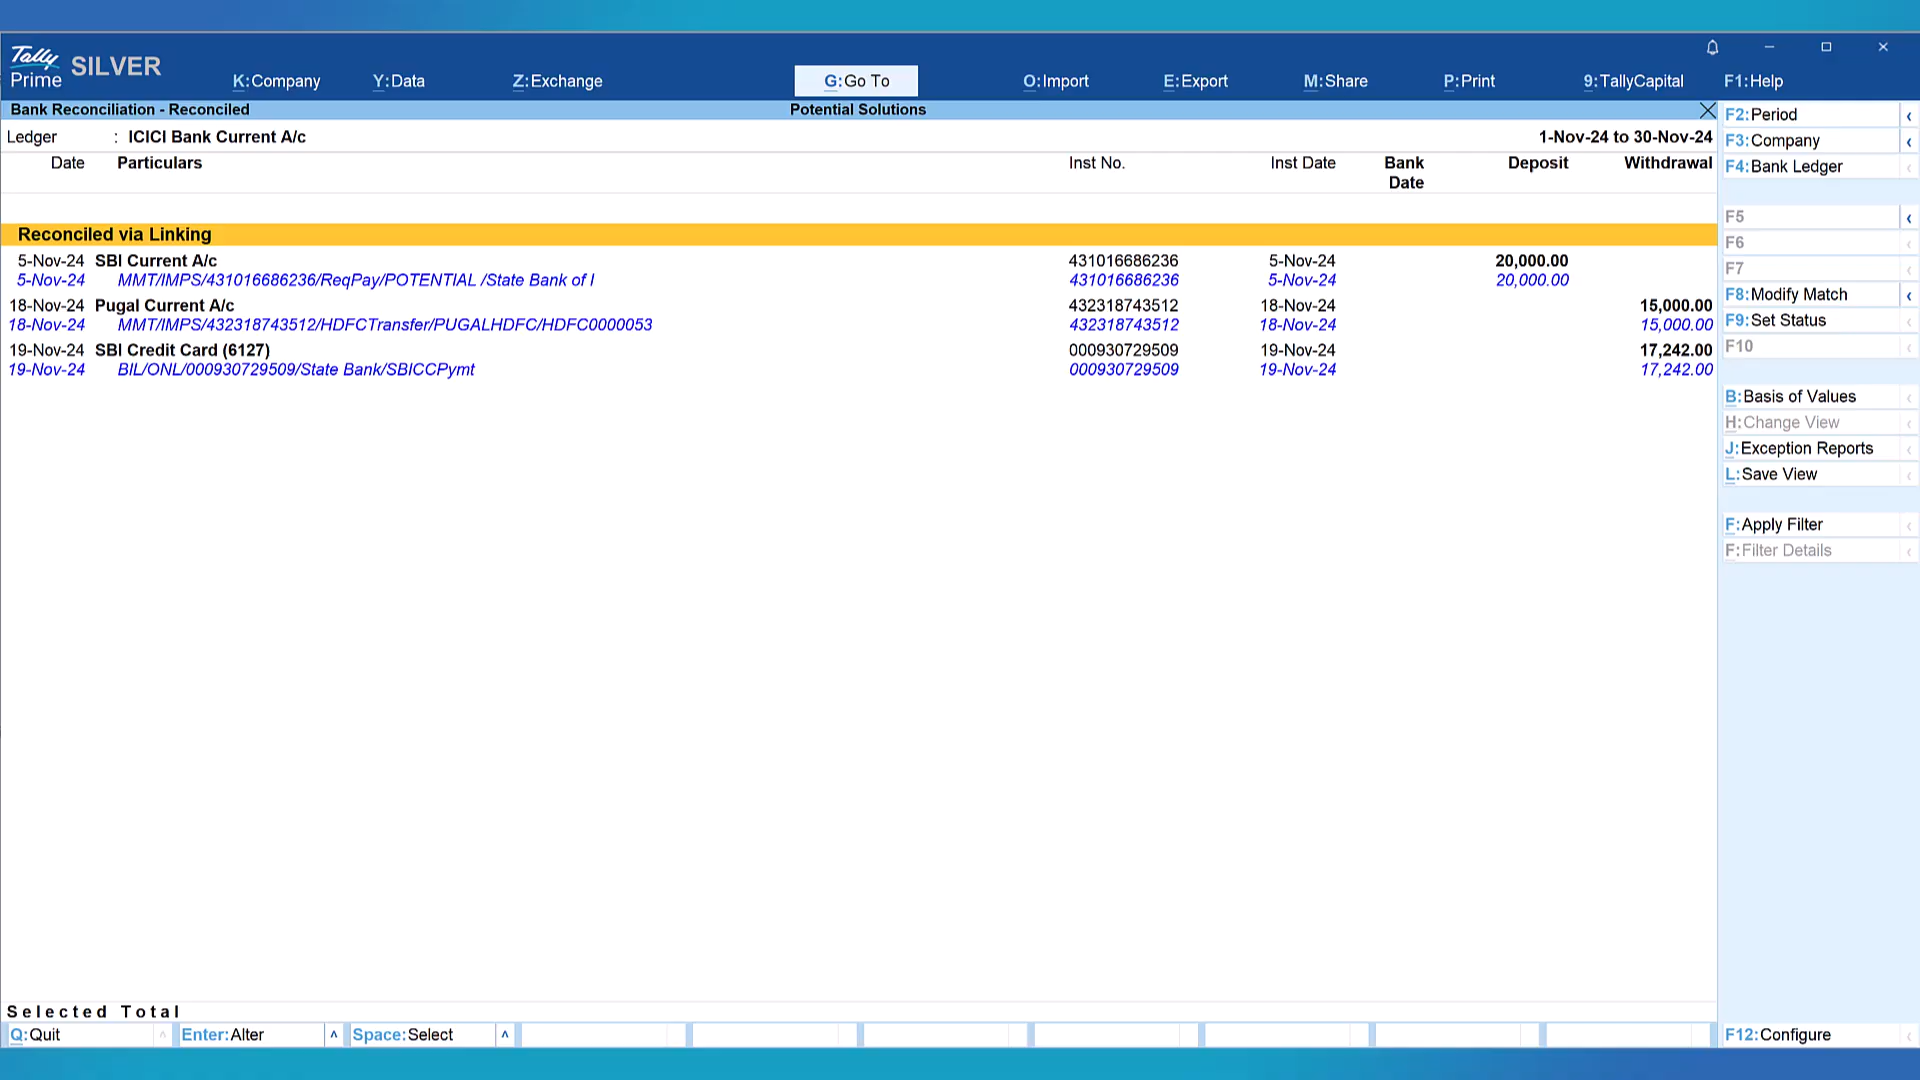 Tally
Prime SILVER
K:Company Y:Data Z:Exchange G:Go To O:Import E:Export M:Share P:Print 9:TallyCapital F1:Help
Bank Reconciliation - Reconciled Potential Solutions
Ledger : ICICI Bank Current A/c 1-Nov-24 to 30-Nov-24
Date Particulars Inst No. Inst Date Bank Deposit Withdrawal
Date
Reconciled via Linking
5-Nov-24 SBI Current A/c 431016686236 5-Nov-24 20,000.00
5-Nov-24 MMT/IMPS/431016686236/ReqPay/POTENTIAL /State Bank of I 431016686236 5-Nov-24 20,000.00
18-Nov-24 Pugal Current A/c 432318743512 18-Nov-24 15,000.00
18-Nov-24 MMT/IMPS/432318743512/HDFCTransfer/PUGALHDFC/HDFC0000053 432318743512 18-Nov-24 15,000.00
19-Nov-24 SBI Credit Card (6127) 000930729509 19-Nov-24 17,242.00
19-Nov-24 BIL/ONL/000930729509/State Bank/SBICCPymt 000930729509 19-Nov-24 17,242.00
Selected Total
Q:Quit Enter:Alter Space:Select
F2:Period
F3:Company
F4:Bank Ledger
F5
F6
F7
F8:Modify Match
F9:Set Status
F10
B:Basis of Values
H:Change View
J:Exception Reports
L:Save View
F:Apply Filter
F:Filter Details
F12:Configure